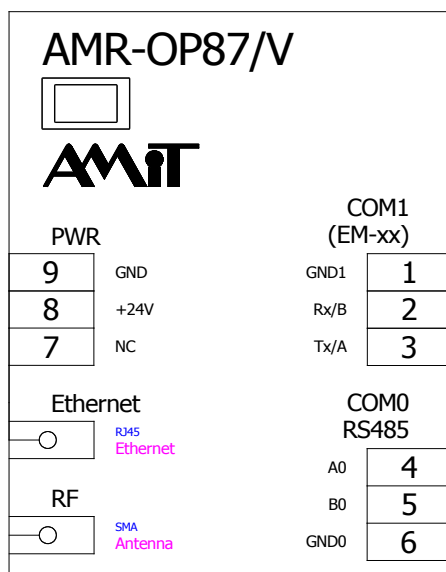 AMR-OP87/V
AMiT
PWR
9 GND
8 +24V
7 NC
COM1
(EM-xx)
GND1 1
Rx/B 2
Tx/A 3
Ethernet
RJ45
Ethernet
RF
SMA
Antenna
COM0
RS485
A0 4
B0 5
GND0 6